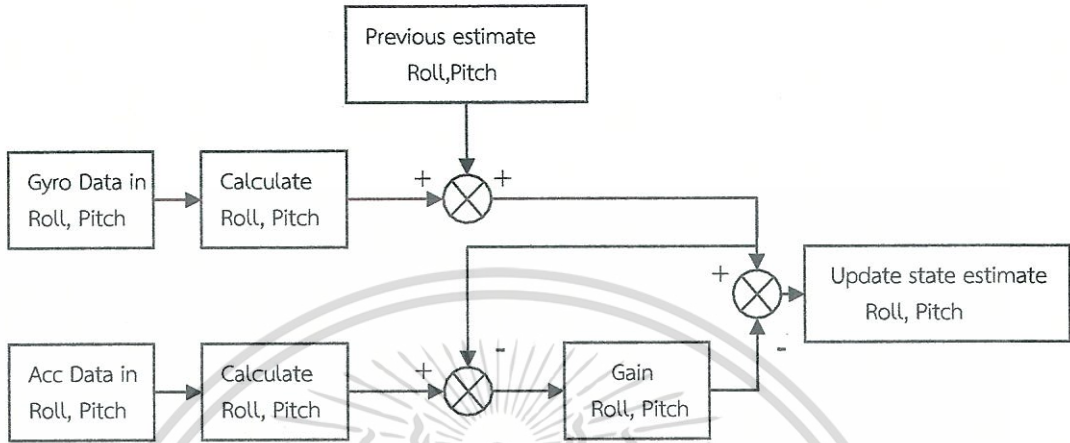 Previous estimate
Roll,Pitch
Gyro Data in
Roll, Pitch
Calculate
Roll, Pitch
+
+
+
Update state estimate
Roll, Pitch
-
Acc Data in
Roll, Pitch
Calculate
Roll, Pitch
+
-
Gain
Roll, Pitch